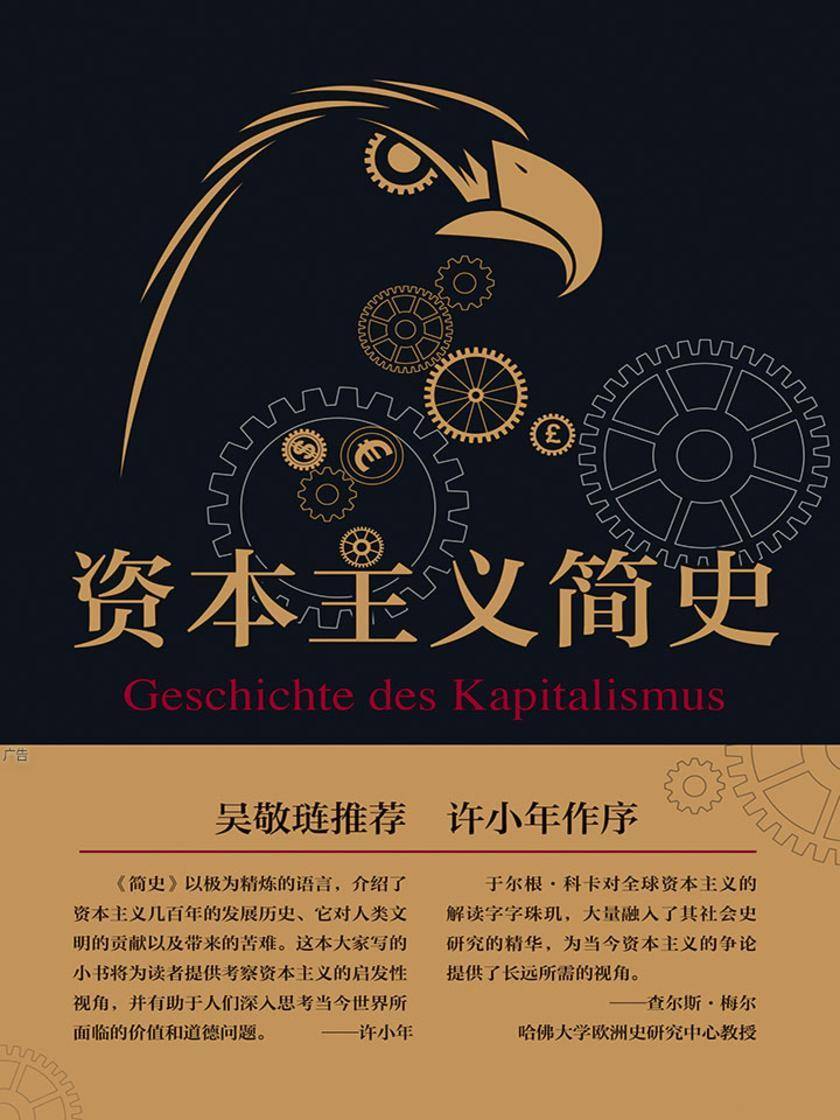 $
€
£
资本主义简史
Geschichte des Kapitalismus
广告
吴敬琏推荐 许小年作序
《简史》以极为精炼的语言，介绍了
资本主义几百年的发展历史、它对人类文
明的贡献以及带来的苦难。这本大家写的
小书将为读者提供考察资本主义的启发性
视角，并有助于人们深入思考当今世界所
面临的价值和道德问题。 ——许小年
于尔根·科卡对全球资本主义的
解读字字珠玑，大量融入了其社会史
研究的精华，为当今资本主义的争论
提供了长远所需的视角。
——查尔斯·梅尔
哈佛大学欧洲史研究中心教授